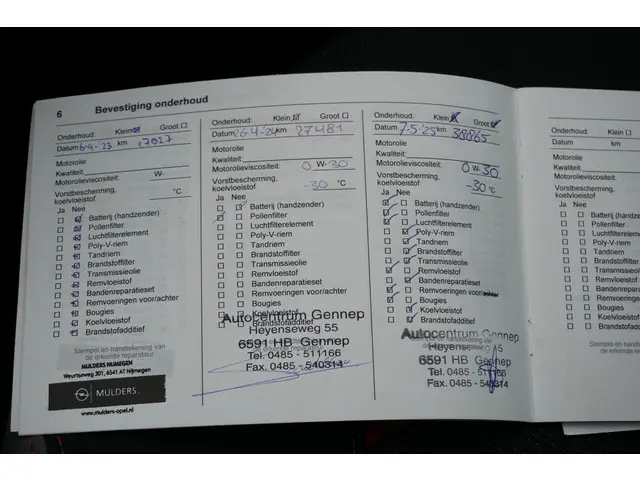 6 Bevestiging onderhoud
Onderhoud: Klein Groot
Datum 6-4-23 km 17027
Motorolie
Kwaliteit:
Motorolieviscositeit: W-
Vorstbescherming,
koelvloeistof °C
Ja Nee
Batterij (handzender)
Pollenfilter
Luchtfilterelement
Poly-V-riem
Tandriem
Brandstoffilter
Transmissieolie
Remvloeistof
Bandenreparatieset
Remvoeringen voor/achter
Bougies
Koelvloeistof
Brandstofadditief
Stempel en handtekening van
de erkende reparateur
MULDERS NIJMEGEN
Weurtseweg 301, 6541 AT Nijmegen
MULDERS
www.mulders-opel.nl
Onderhoud: Klein Groot
Datum 26-4-24 km 27481
Motorolie
Kwaliteit:
Motorolieviscositeit: 0 W-30
Vorstbescherming,
koelvloeistof -30 °C
Ja Nee
Batterij (handzender)
Pollenfilter
Luchtfilterelement
Poly-V-riem
Tandriem
Brandstoffilter
Transmissieolie
Remvloeistof
Bandenreparatieset
Remvoeringen voor/achter
Bougies
Koelvloeistof
Brandstofadditief
Autocentrum Gennep
Heyenseweg 55
6591 HB Gennep
Tel. 0485 - 511166
Fax. 0485 - 540314
Onderhoud: Klein Groot
Datum 7-5-25 km 38865
Motorolie
Kwaliteit:
Motorolieviscositeit: 0 W-30
Vorstbescherming,
koelvloeistof -30 °C
Ja Nee
Batterij (handzender)
Pollenfilter
Luchtfilterelement
Poly-V-riem
Tandriem
Brandstoffilter
Transmissieolie
Remvloeistof
Bandenreparatieset
Remvoeringen voor/achter
Bougies
Koelvloeistof
Brandstofadditief
Autocentrum Gennep
6591 HB Gennep
Tel. 0485 - 511166
Fax. 0485 - 540314
Onderhoud: Klein
Datum km
Motorolie
Kwaliteit:
Motorolieviscositeit:
Vorstbescherming,
koelvloeistof
Ja Nee
Batterij (handzender)
Pollenfilter
Luchtfilterelement
Poly-V-riem
Tandriem
Brandstoffilter
Transmissieolie
Remvloeistof
Bandenreparatieset
Remvoeringen
Bougies
Koelvloeistof
Brandstofadditief